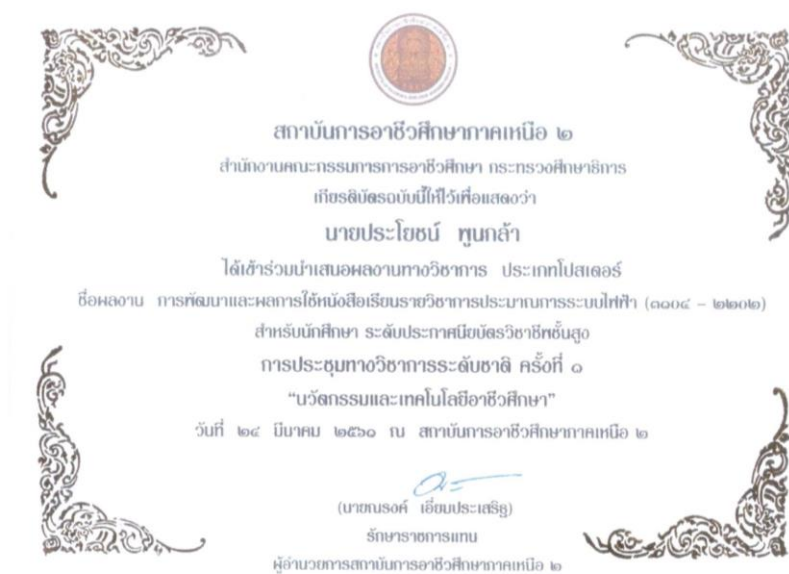 สถาบันการอาชีวศึกษาภาคเหนือ ๒
สำนักงานคณะกรรมการการอาชีวศึกษา กระทรวงศึกษาธิการ
เกียรติบัตรฉบับนี้ให้ไว้เพื่อแสดงว่า
นายประโยชน์ พูนกล้า
ได้เข้าร่วมนำเสนอผลงานทางวิชาการ ประเภทโปสเตอร์
ชื่อผลงาน การพัฒนาและผลการใช้หนังสือเรียนรายวิชาการประมาณการระบบไฟฟ้า (๓๑๐๔ – ๒๒๐๒)
สำหรับนักศึกษา ระดับประกาศนียบัตรวิชาชีพชั้นสูง
การประชุมทางวิชาการระดับชาติ ครั้งที่ ๑
“นวัตกรรมและเทคโนโลยีอาชีวศึกษา”
วันที่ ๒๔ มีนาคม ๒๕๖๐ ณ สถาบันการอาชีวศึกษาภาคเหนือ ๒
(นายณรงค์ เอี่ยมประเสริฐ)
รักษาราชการแทน
ผู้อำนวยการสถาบันการอาชีวศึกษาภาคเหนือ ๒